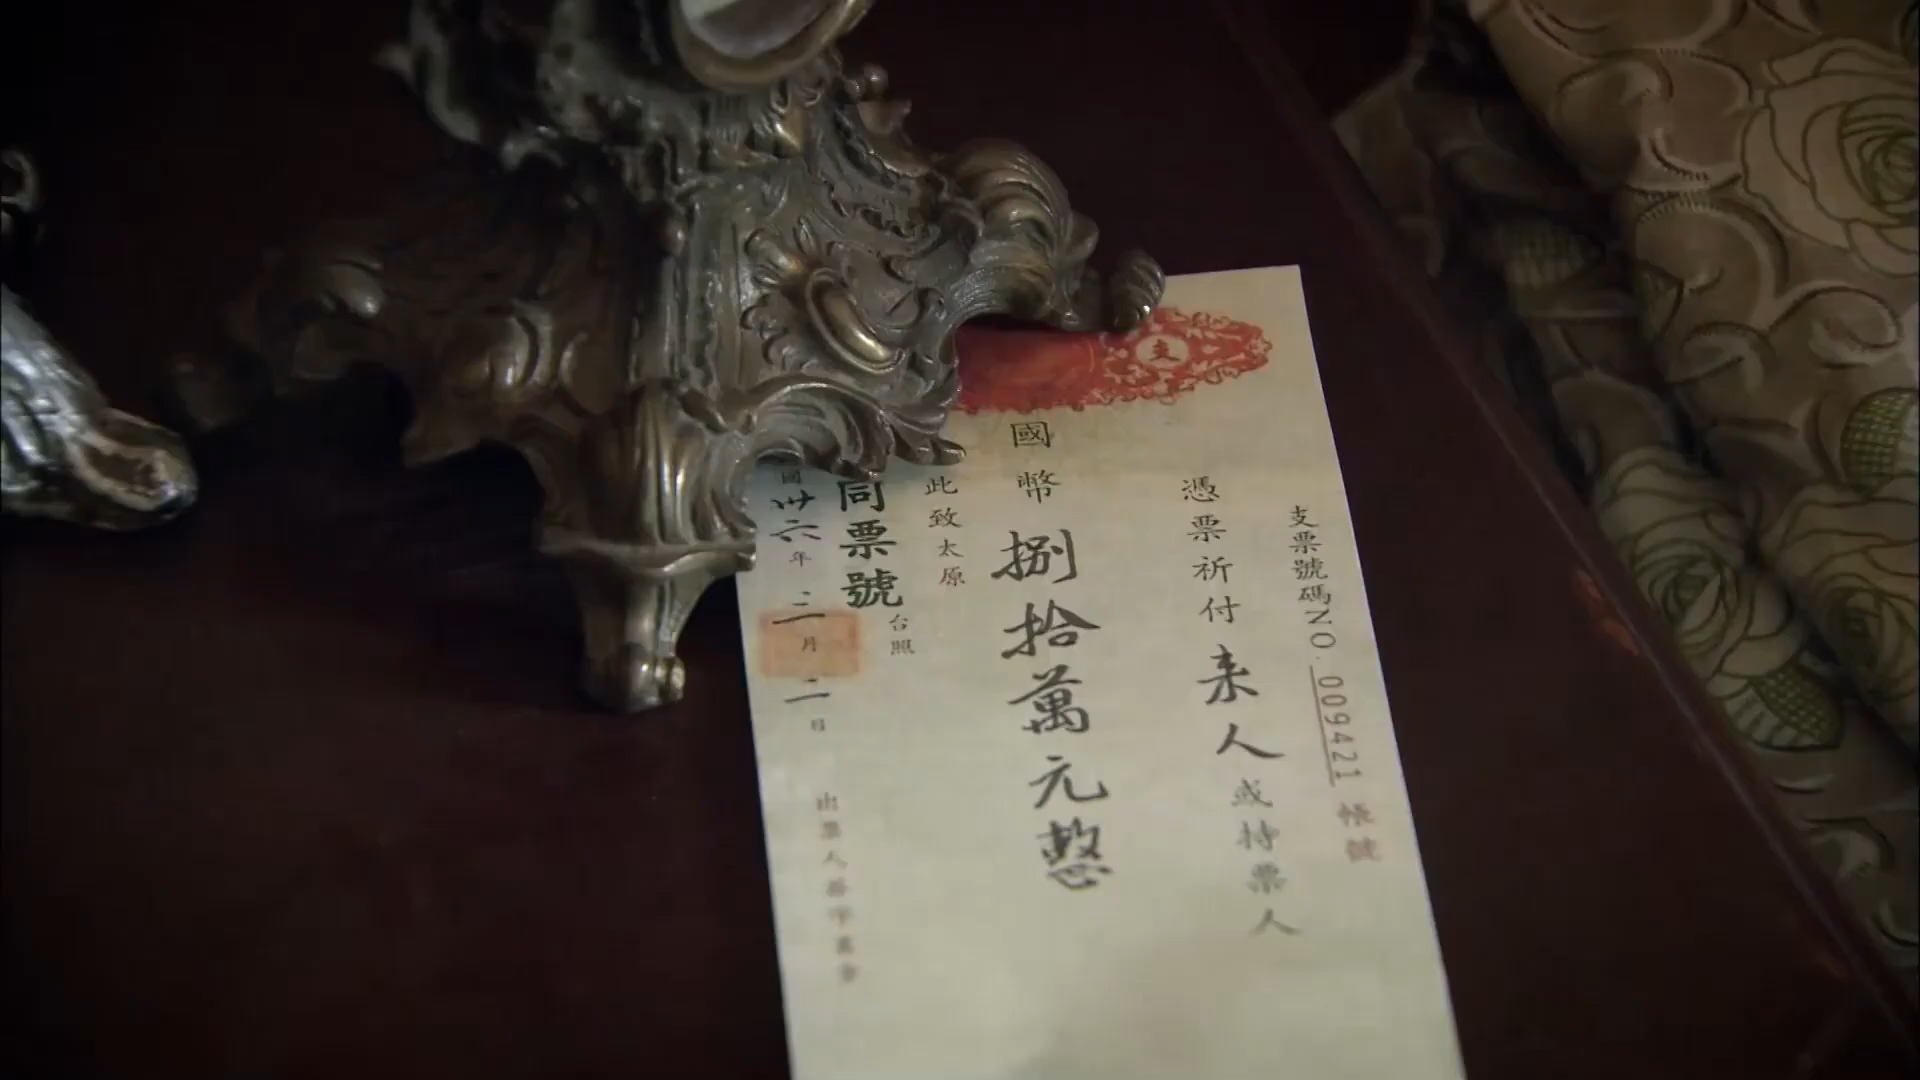 支
支票號碼NO.009421 帳號
憑票祈付来人或持票人
國幣捌拾萬元整
此致太原
同票號台照
國卅六年三月二日